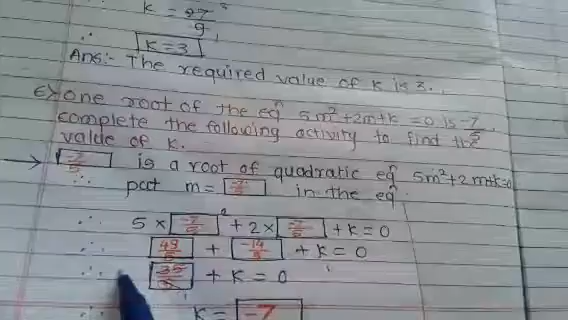 K = 27/9
∴ K=3
Ans:- The required value of K is 3.
Ex One root of the eqn 5m²+2m+k=0 is -7/5,
complete the following activity to find the
value of K.
→ -7/5 is a root of quadratic eqn 5m²+2m+k=0
∴ put m= -7/5 in the eqn.
∴ 5 × -7/5 ² + 2 × -7/5 + K = 0
∴ 49/5 + -14/5 + K = 0
∴ 35/5 + K = 0
∴ K = -7